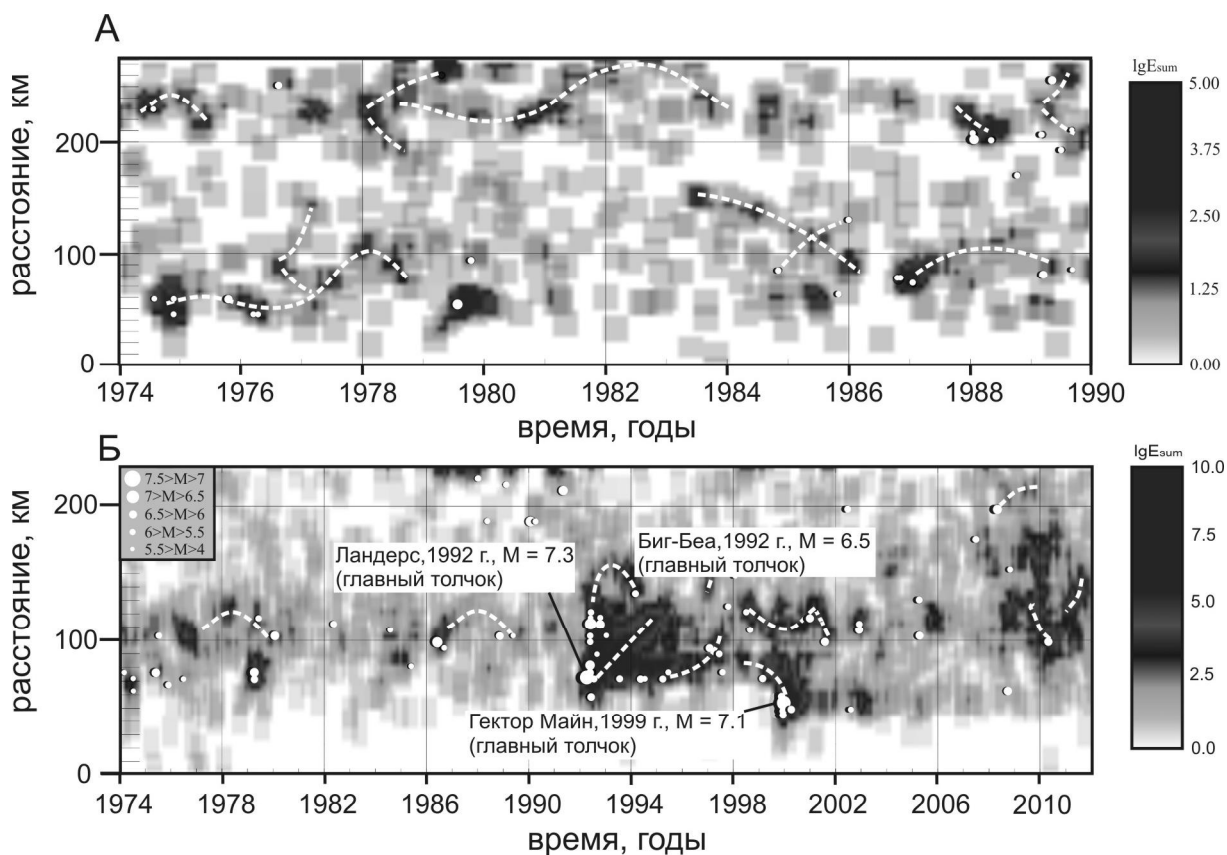 А
lgEsum
5.00
3.75
2.50
1.25
0.00
расстояние, км
200
100
0
1974
1976
1978
1980
1982
1984
1986
1988
1990
время, годы
Б
lgEsum
10.0
7.5
5.0
2.5
0.0
7.5>M>7
7>M>6.5
6.5>M>6
6>M>5.5
5.5>M>4
расстояние, км
200
100
0
Ландерс,1992 г., М = 7.3
(главный толчок)
Биг-Беа,1992 г., М = 6.5
(главный толчок)
Гектор Майн,1999 г., М = 7.1
(главный толчок)
1974
1978
1982
1986
1990
1994
1998
2002
2006
2010
время, годы